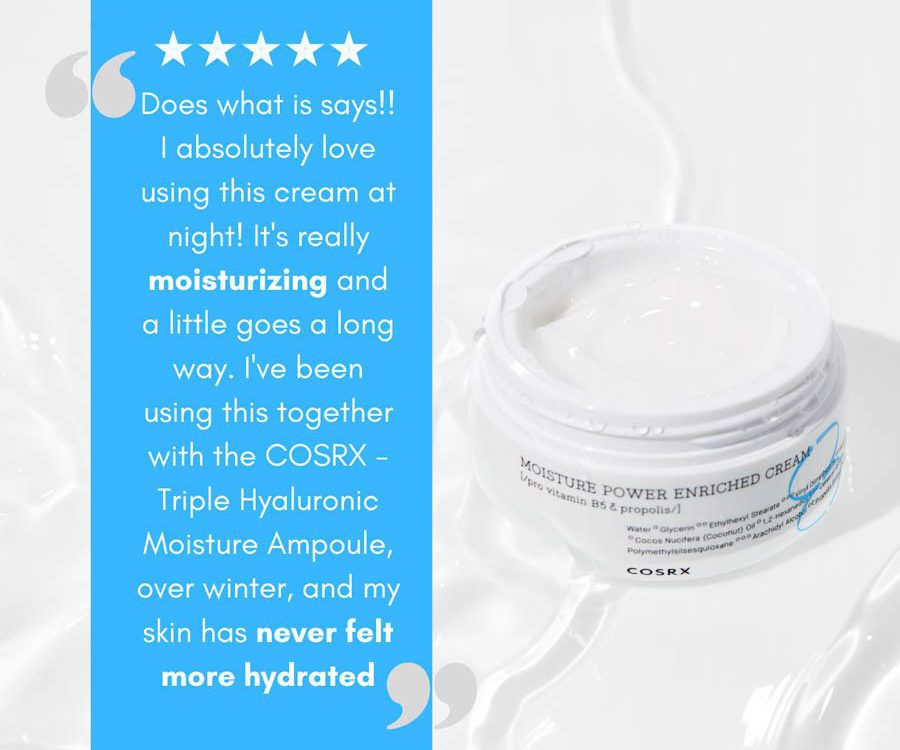 ★★★★★
“
Does what is says!!
I absolutely love
using this cream at
night! It's really
moisturizing and
a little goes a long
way. I've been
using this together
with the COSRX -
Triple Hyaluronic
Moisture Ampoule,
over winter, and my
skin has never felt
more hydrated
”
MOISTURE POWER ENRICHED CREAM
[/pro vitamin B5 & propolis/]
Water Glycerin Ethylhexyl Stearate
Cocos Nucifera (Coconut) Oil 1,2-Hexanediol
Polymethylsilsesquioxane Arachidyl Alcohol
COSRX